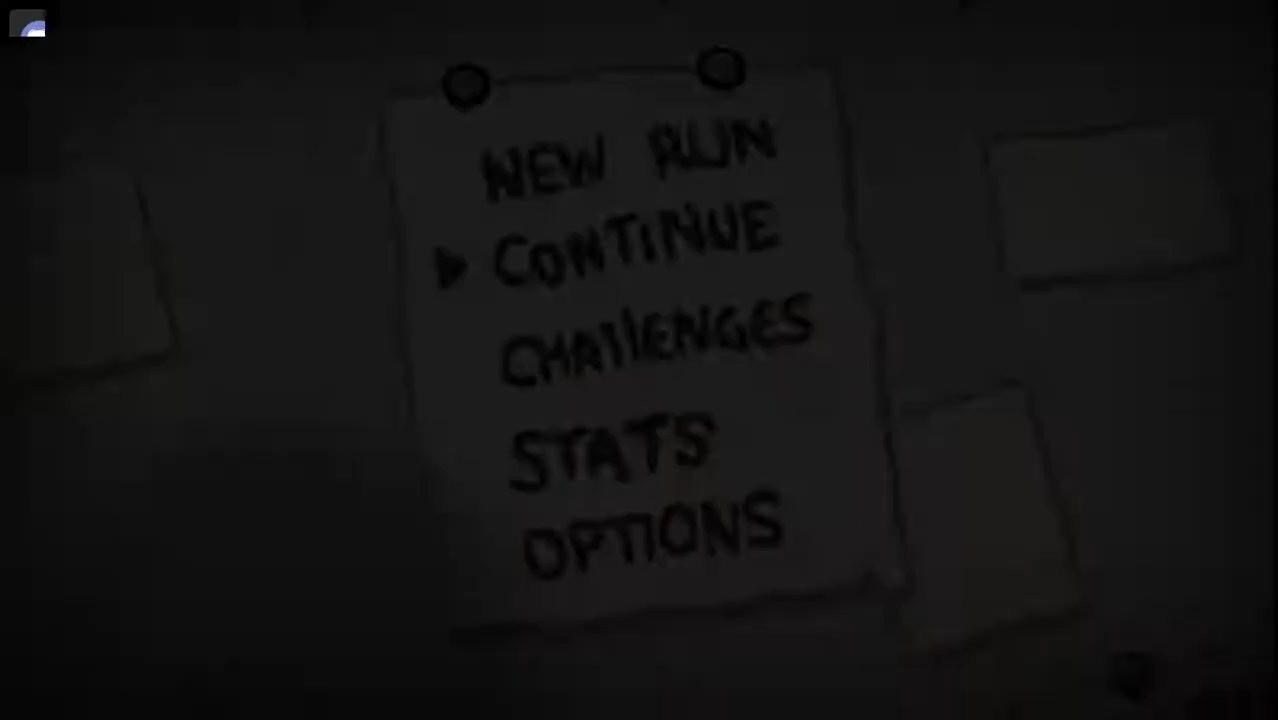 NEW RUN
CONTINUE
CHALLENGES
STATS
OPTIONS